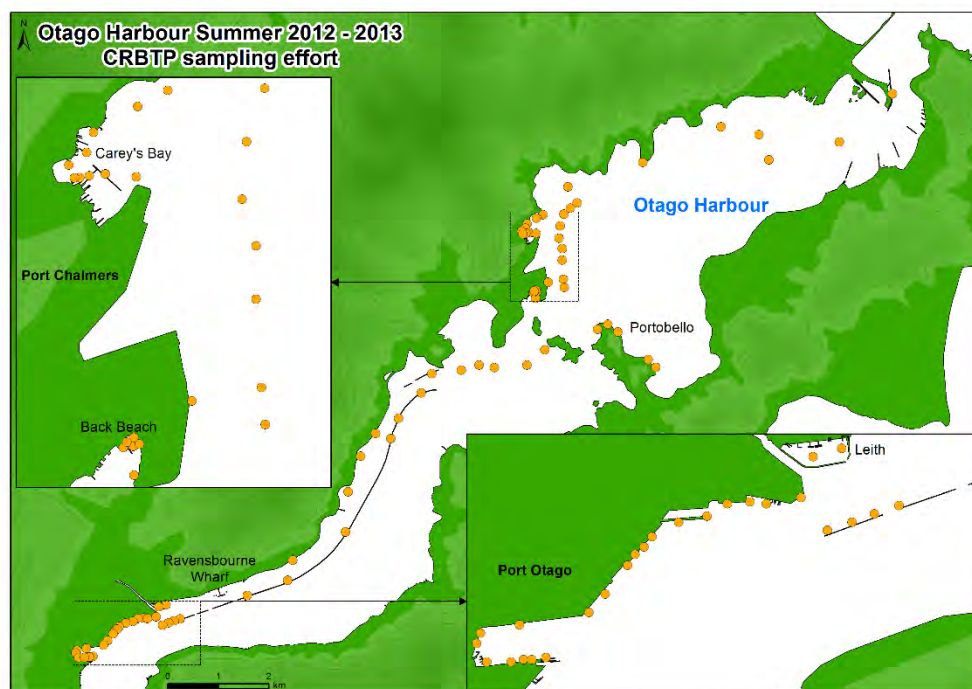 N
Otago Harbour Summer 2012 - 2013
CRBTP sampling effort
Carey's Bay
Otago Harbour
Port Chalmers
Portobello
Back Beach
Leith
Ravensbourne
Wharf
Port Otago
0 1 2
km